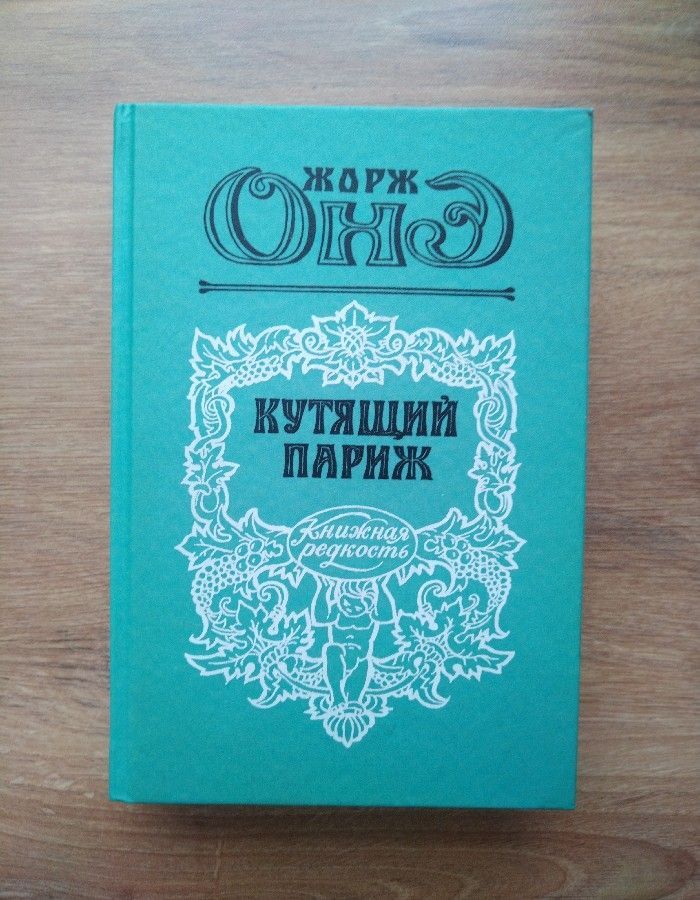 ЖОРЖ
ОНЭ
КУТЯЩИЙ
ПАРИЖ
Книжная
редкость